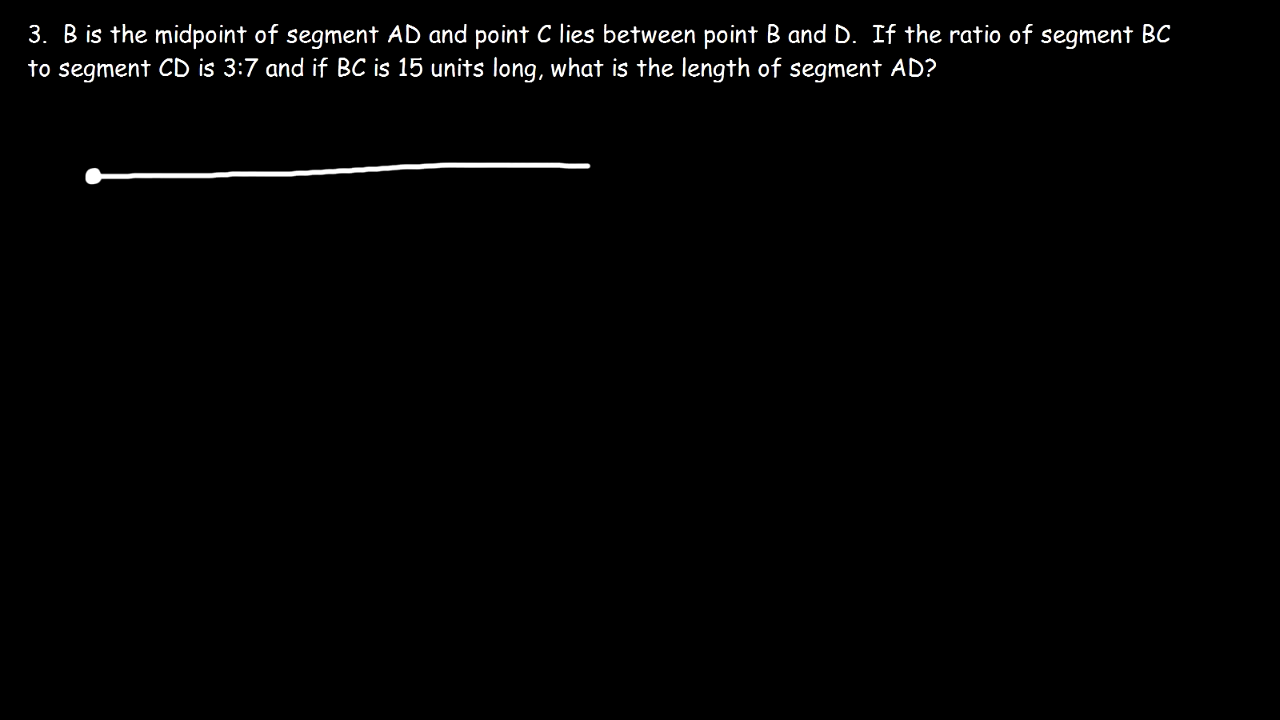 3. B is the midpoint of segment AD and point C lies between point B and D. If the ratio of segment BC
to segment CD is 3:7 and if BC is 15 units long, what is the length of segment AD?